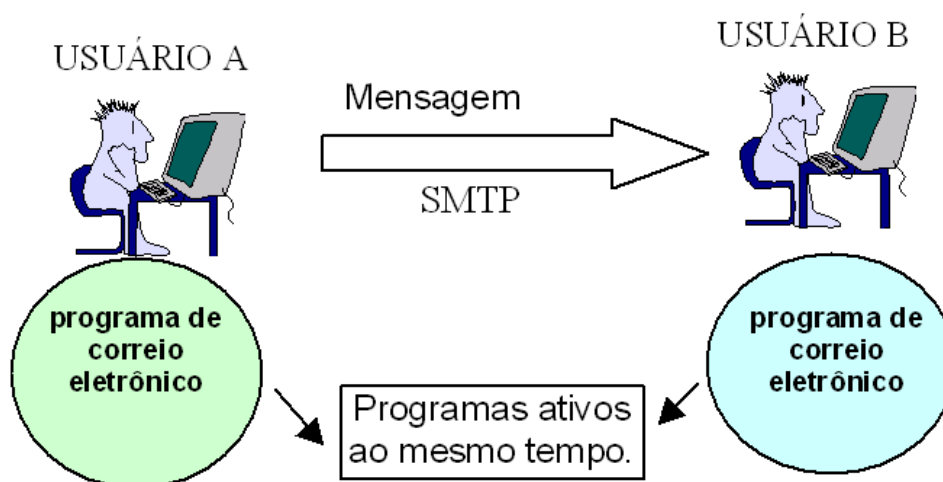 USUÁRIO A
USUÁRIO B
Mensagem
SMTP
programa de
correio
eletrônico
programa de
correio
eletrônico
Programas ativos
ao mesmo tempo.